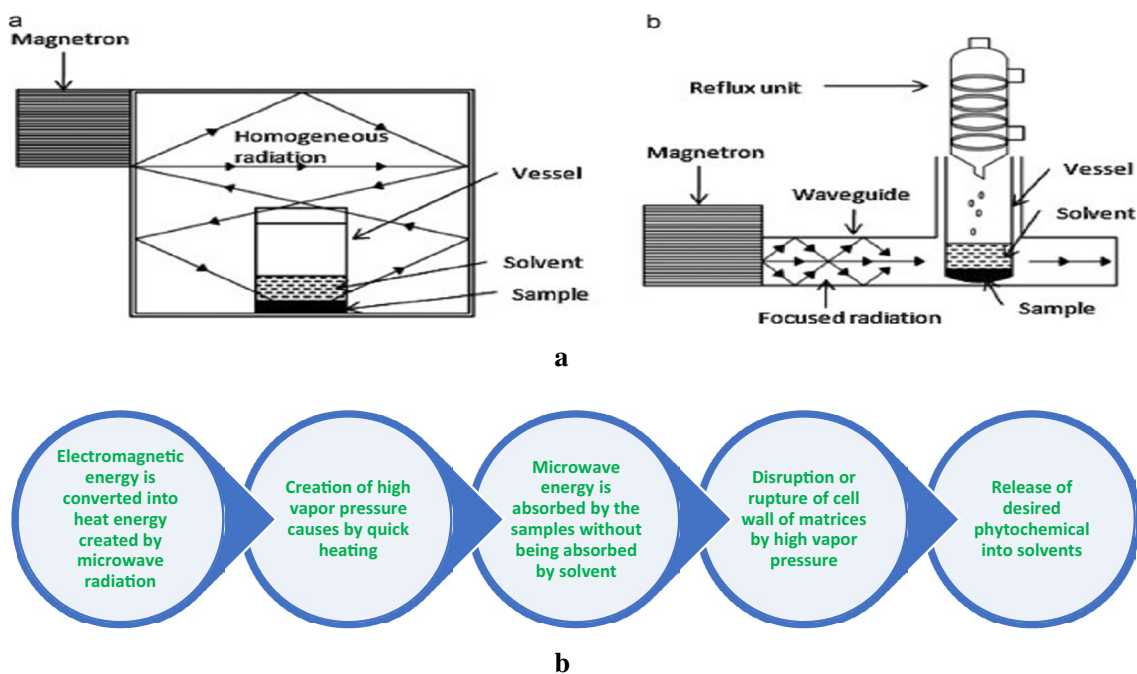 a
Magnetron
Homogeneous
radiation
Vessel
Solvent
Sample
b
Reflux unit
Magnetron
Waveguide
Vessel
Solvent
Focused radiation
Sample
a
Electromagnetic
energy is
converted into
heat energy
created by
microwave
radiation
Creation of high
vapor pressure
causes by quick
heating
Microwave
energy is
absorbed by the
samples without
being absorbed
by solvent
Disruption or
rupture of cell
wall of matrices
by high vapor
pressure
Release of
desired
phytochemical
into solvents
b